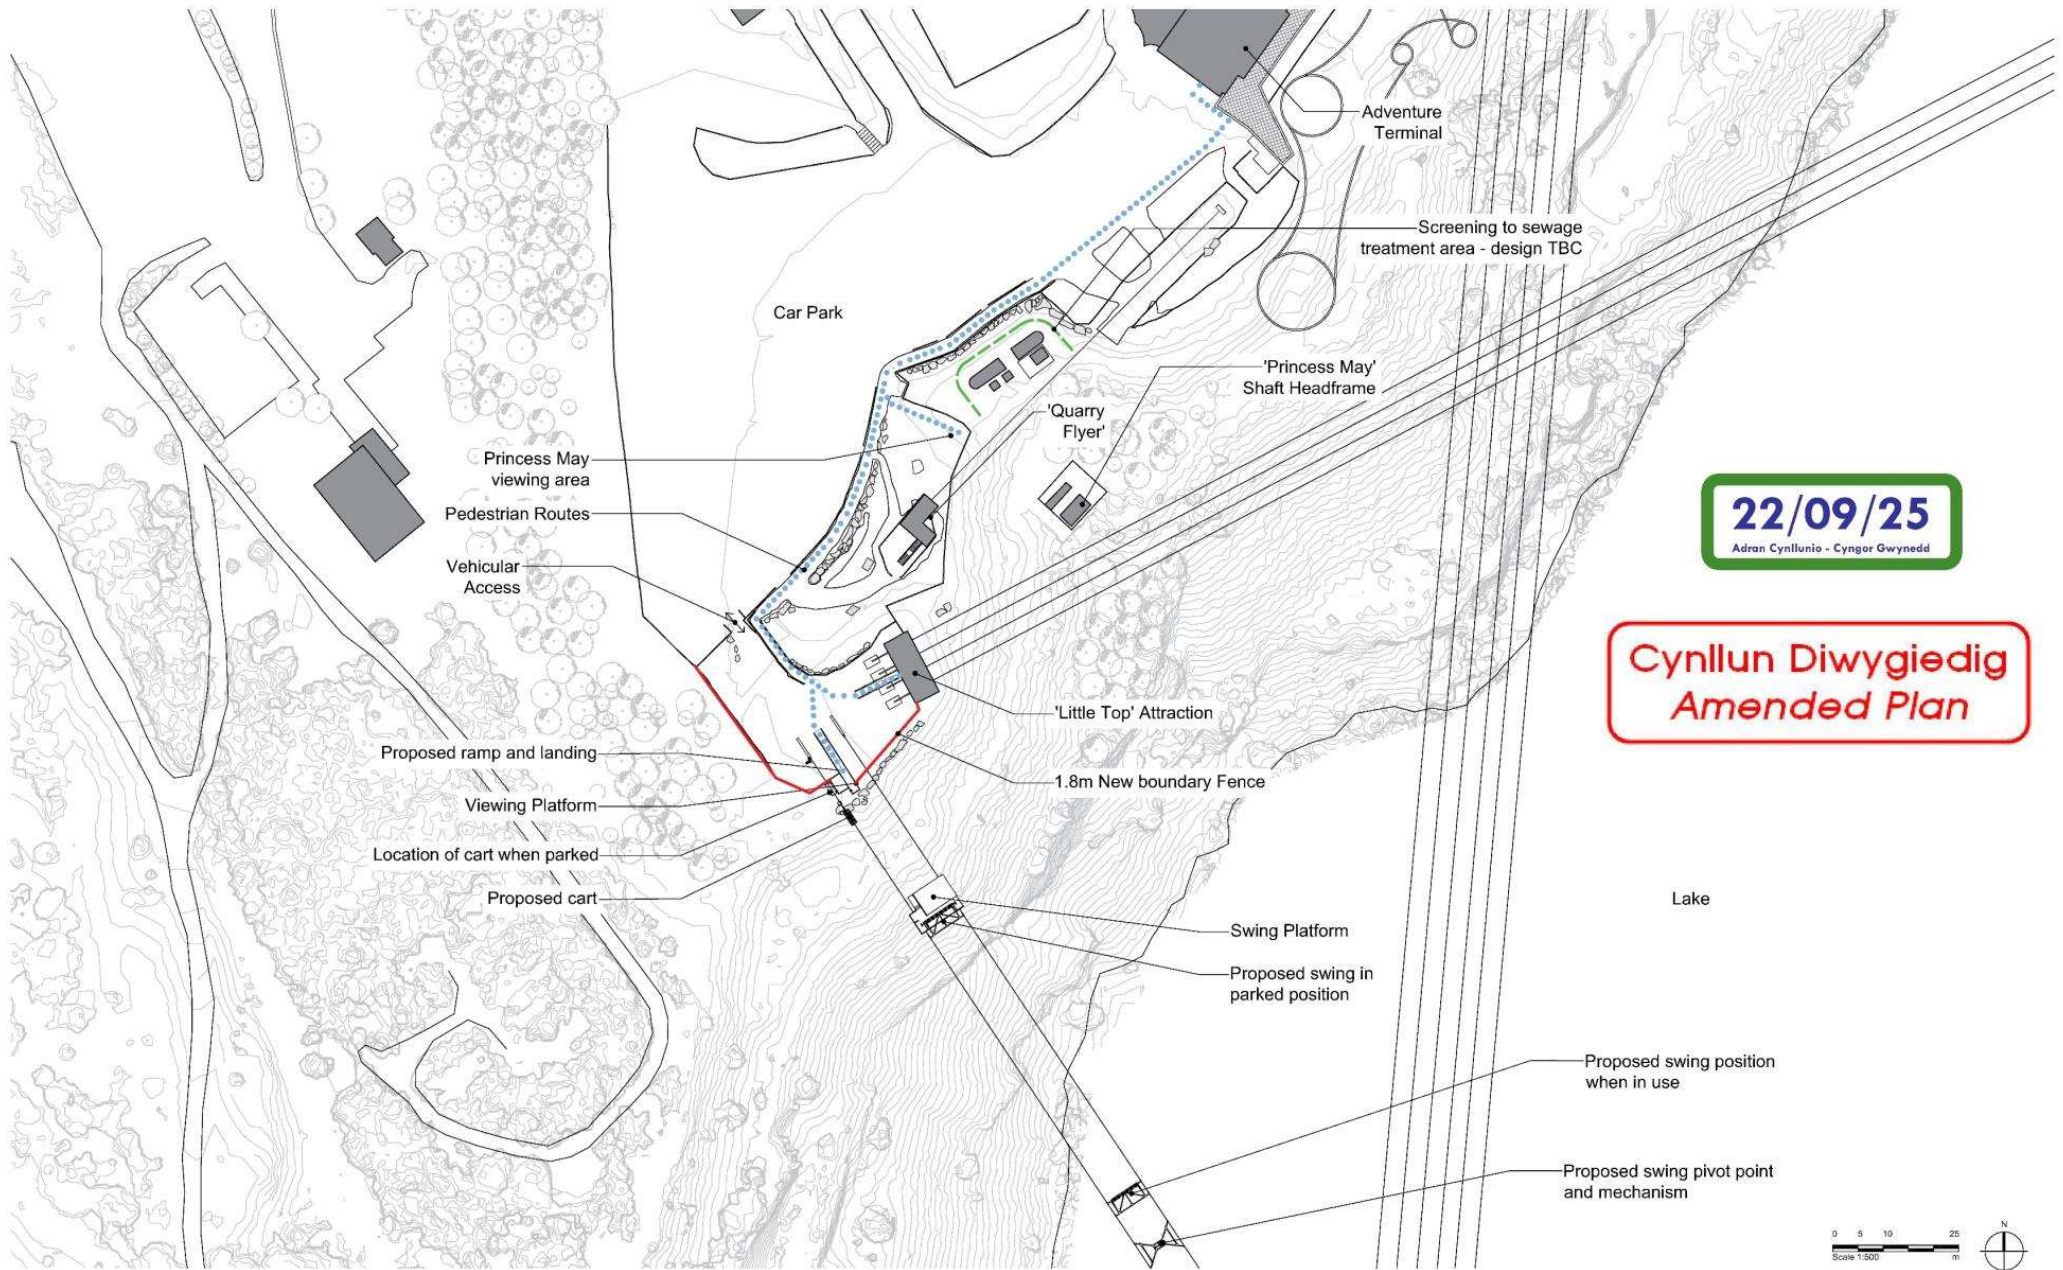 Adventure
Terminal
Screening to sewage
treatment area - design TBC
Car Park
'Princess May'
Shaft Headframe
'Quarry
Flyer'
Princess May
viewing area
Pedestrian Routes
Vehicular
Access
22/09/25
Adran Cynllunio - Cyngor Gwynedd
Cynllun Diwygiedig
Amended Plan
'Little Top' Attraction
Proposed ramp and landing
1.8m New boundary Fence
Viewing Platform
Location of cart when parked
Proposed cart
Lake
Swing Platform
Proposed swing in
parked position
Proposed swing position
when in use
Proposed swing pivot point
and mechanism
0 5 10 25
Scale 1:500 m
N